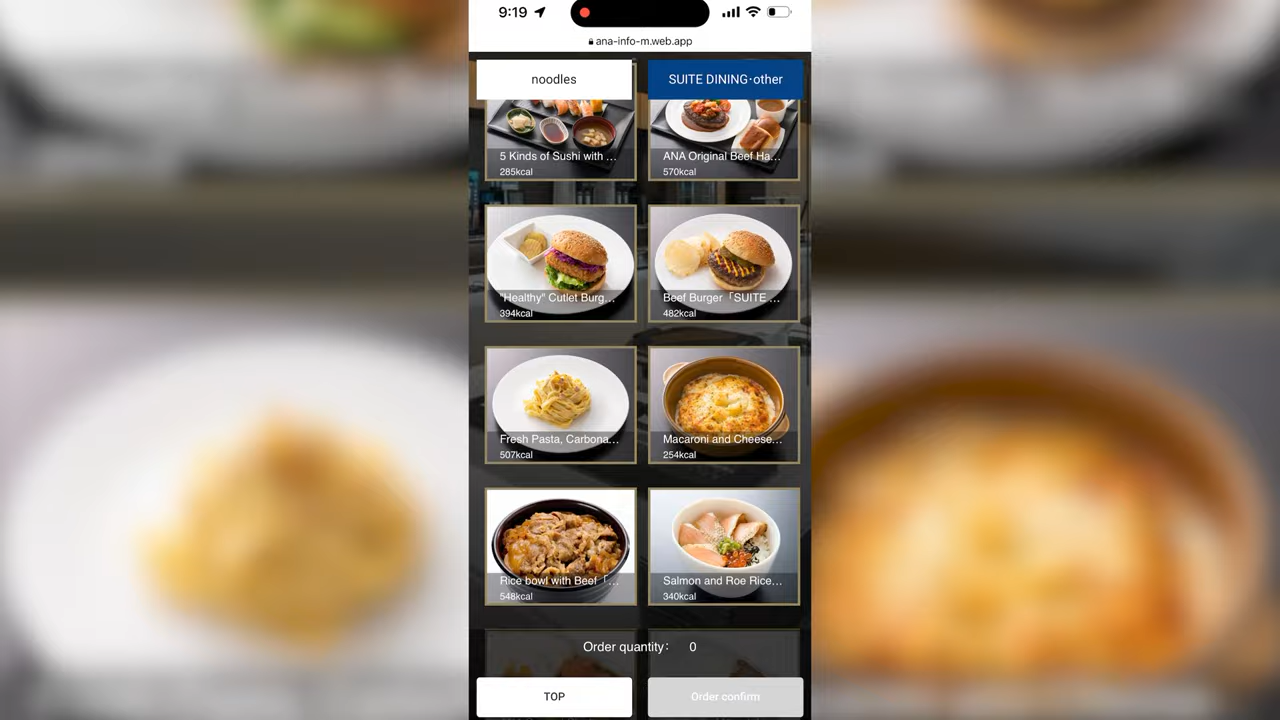 9:19
ana-info-m.web.app
noodles
SUITE DINING·other
5 Kinds of Sushi with ...
285kcal
ANA Original Beef Ha...
570kcal
"Healthy" Cutlet Burg...
394kcal
Beef Burger「SUITE ...
482kcal
Fresh Pasta, Carbona...
507kcal
Macaroni and Cheese...
254kcal
Rice bowl with Beef「...
548kcal
Salmon and Roe Rice...
340kcal
Order quantity： 0
TOP
Order confirm